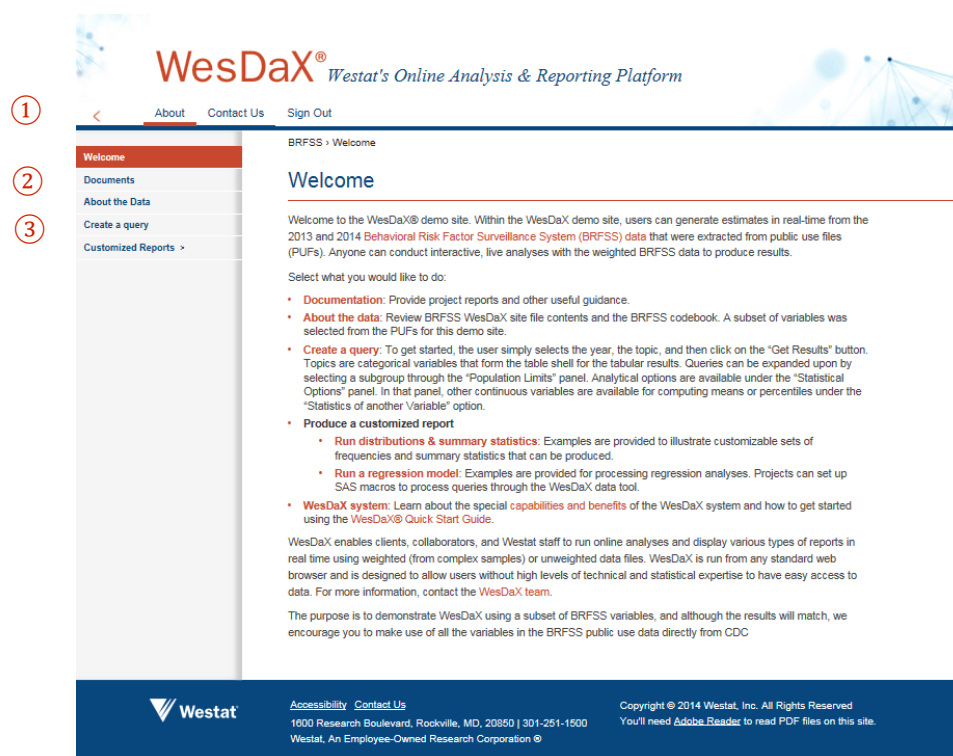 WesDaX® Westat's Online Analysis & Reporting Platform
①
< About Contact Us Sign Out
BRFSS › Welcome
Welcome
② Documents
About the Data
③ Create a query
Customized Reports >
Welcome
Welcome to the WesDaX® demo site. Within the WesDaX demo site, users can generate estimates in real-time from the
2013 and 2014 Behavioral Risk Factor Surveillance System (BRFSS) data that were extracted from public use files
(PUFs). Anyone can conduct interactive, live analyses with the weighted BRFSS data to produce results.
Select what you would like to do:
• Documentation: Provide project reports and other useful guidance.
• About the data: Review BRFSS WesDaX site file contents and the BRFSS codebook. A subset of variables was
selected from the PUFs for this demo site.
• Create a query: To get started, the user simply selects the year, the topic, and then click on the “Get Results” button.
Topics are categorical variables that form the table shell for the tabular results. Queries can be expanded upon by
selecting a subgroup through the “Population Limits” panel. Analytical options are available under the “Statistical
Options” panel. In that panel, other continuous variables are available for computing means or percentiles under the
“Statistics of another Variable” option.
• Produce a customized report
• Run distributions & summary statistics: Examples are provided to illustrate customizable sets of
frequencies and summary statistics that can be produced.
• Run a regression model: Examples are provided for processing regression analyses. Projects can set up
SAS macros to process queries through the WesDaX data tool.
• WesDaX system: Learn about the special capabilities and benefits of the WesDaX system and how to get started
using the WesDaX® Quick Start Guide.
WesDaX enables clients, collaborators, and Westat staff to run online analyses and display various types of reports in
real time using weighted (from complex samples) or unweighted data files. WesDaX is run from any standard web
browser and is designed to allow users without high levels of technical and statistical expertise to have easy access to
data. For more information, contact the WesDaX team.
The purpose is to demonstrate WesDaX using a subset of BRFSS variables, and although the results will match, we
encourage you to make use of all the variables in the BRFSS public use data directly from CDC
Westat
Accessibility Contact Us
1600 Research Boulevard, Rockville, MD, 20850 | 301-251-1500
Westat, An Employee-Owned Research Corporation ®
Copyright © 2014 Westat, Inc. All Rights Reserved
You'll need Adobe Reader to read PDF files on this site.